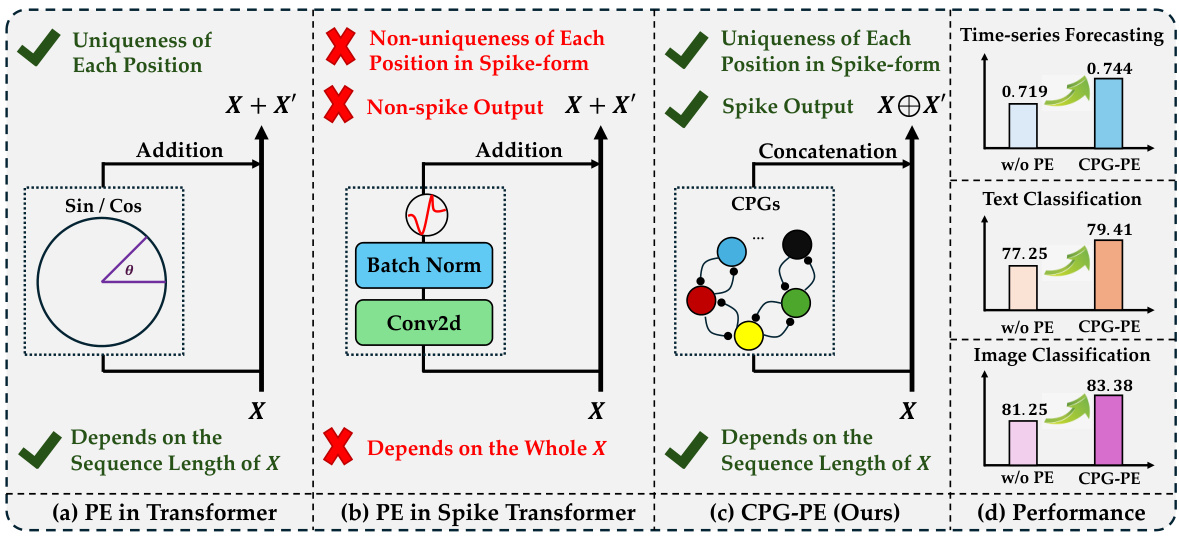 Uniqueness of
Each Position
X + X′
Addition
Sin / Cos
θ
X
Depends on the
Sequence Length of X
(a) PE in Transformer
Non-uniqueness of Each
Position in Spike-form
Non-spike Output
X + X′
Addition
Batch Norm
Conv2d
X
Depends on the Whole X
(b) PE in Spike Transformer
Uniqueness of Each
Position in Spike-form
Spike Output
X⊕X′
Concatenation
CPGs
...
X
Depends on the
Sequence Length of X
(c) CPG-PE (Ours)
Time-series Forecasting
0.719
0.744
w/o PE
CPG-PE
Text Classification
77.25
79.41
w/o PE
CPG-PE
Image Classification
81.25
83.38
w/o PE
CPG-PE
(d) Performance